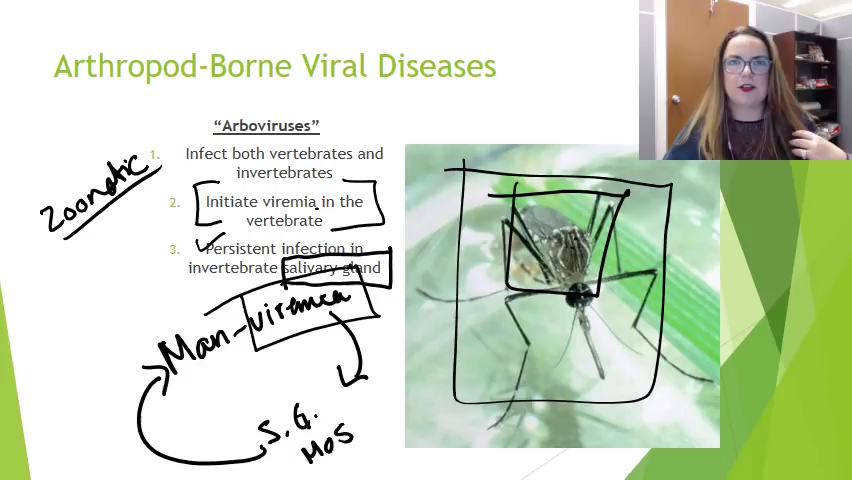 Arthropod-Borne Viral Diseases
“Arboviruses”
1. Infect both vertebrates and
invertebrates
2. Initiate viremia in the
vertebrate
3. Persistent infection in
invertebrate salivary gland
Zoonotic
Man-viremia
S.G.
Mos